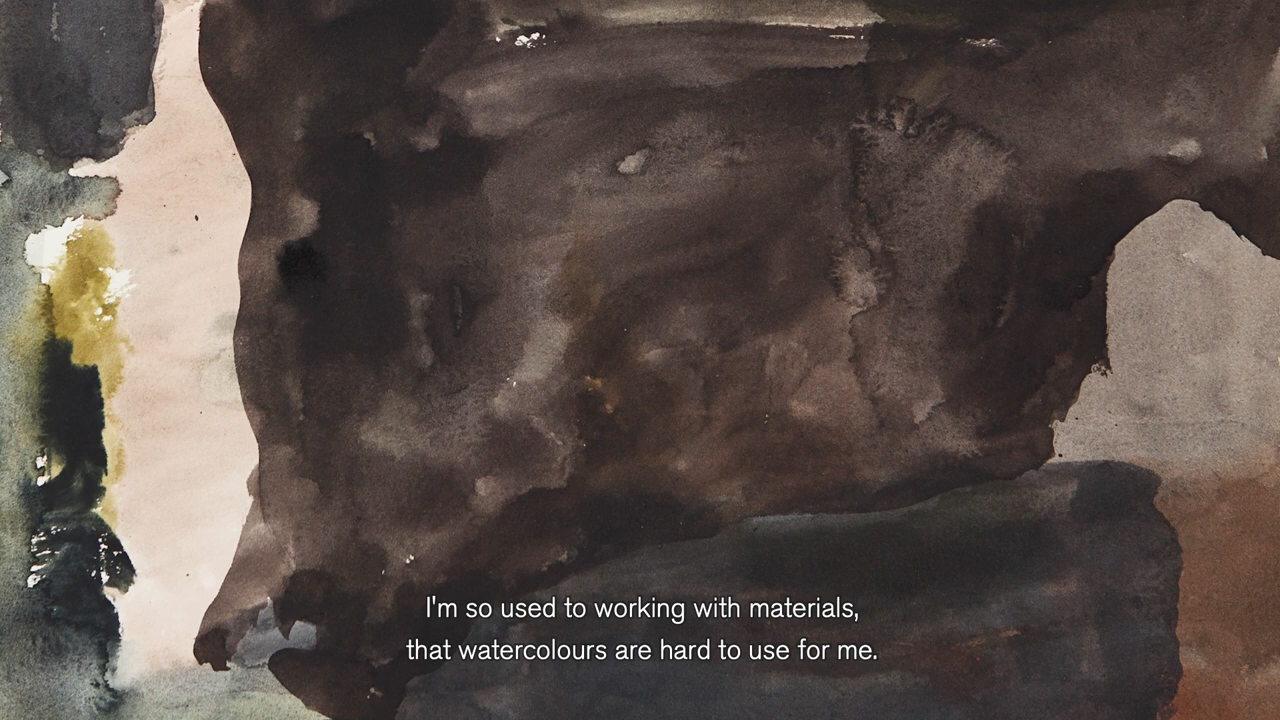 I'm so used to working with materials,
that watercolours are hard to use for me.